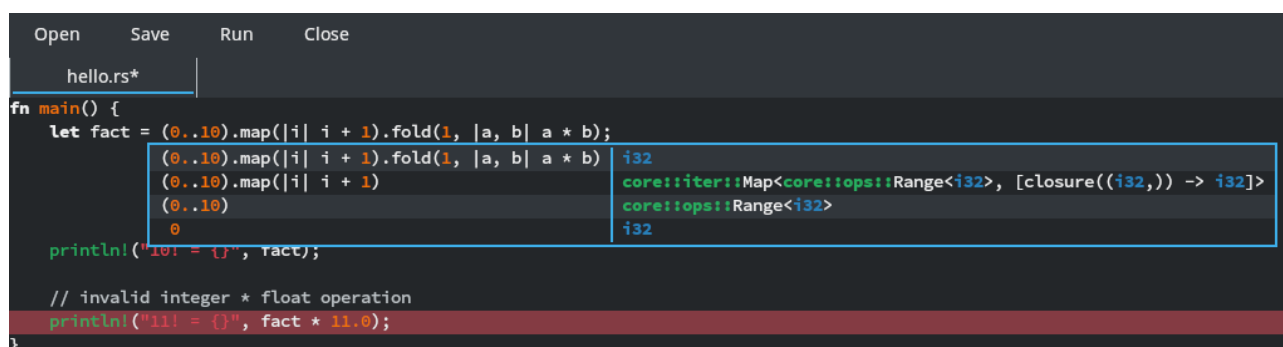 Open Save Run Close
hello.rs*
fn main() {
    let fact = (0..10).map(|i| i + 1).fold(1, |a, b| a * b);
(0..10).map(|i| i + 1).fold(1, |a, b| a * b) i32
(0..10).map(|i| i + 1) core::iter::Map<core::ops::Range<i32>, [closure((i32,)) -> i32]>
(0..10) core::ops::Range<i32>
0 i32
    println!("10! = {}", fact);
    // invalid integer * float operation
    println!("11! = {}", fact * 11.0);
}